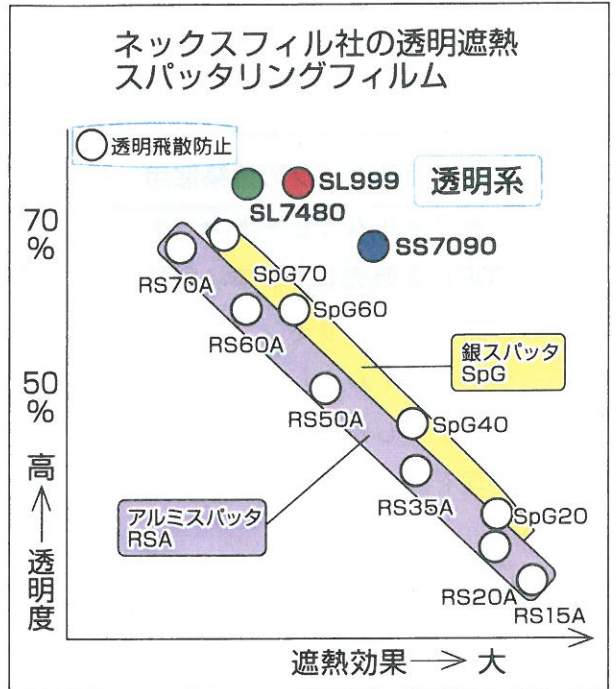 ネックスフィル社の透明遮熱
スパッタリングフィルム
透明飛散防止
SL999
透明系
SL7480
70
%
SS7090
RS70A
SpG70
SpG60
RS60A
銀スパッタ
SpG
50
%
RS50A
SpG40
高
RS35A
アルミスパッタ
RSA
SpG20
透明度
RS20A
RS15A
遮熱効果→大